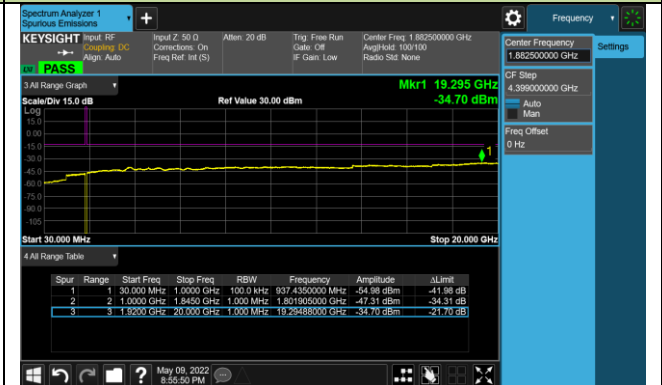 Spectrum Analyzer 1
Spurious Emissions
Frequency
KEYSIGHT Input: RF Input Z: 50 Ω Atten: 20 dB Trig: Free Run Center Freq: 1.882500000 GHz
Coupling: DC Corrections: On Gate: Off Avg|Hold: 100/100
Align: Auto Freq Ref: Int (S) IF Gain: Low Radio Std: None
PASS
Center Frequency
1.882500000 GHz
Settings
CF Step
4.399000000 GHz
Auto
Man
Freq Offset
0 Hz
3 All Range Graph
Mkr1 19.295 GHz
Scale/Div 15.0 dB Ref Value 30.00 dBm -34.70 dBm
Log
15.0
0.00
-15.0
1
-30.0
-45.0
-60.0
-75.0
-90.0
-105
Start 30.000 MHz Stop 20.000 GHz
4 All Range Table
Spur Range Start Freq Stop Freq RBW Frequency Amplitude ΔLimit
1 1 30.000 MHz 1.0000 GHz 100.0 kHz 937.4350000 MHz -54.98 dBm -41.98 dB
2 2 1.0000 GHz 1.8450 GHz 1.000 MHz 1.801905000 GHz -47.31 dBm -34.31 dB
3 3 1.9200 GHz 20.000 GHz 1.000 MHz 19.29488000 GHz -34.70 dBm -21.70 dB
May 09, 2022
8:55:50 PM